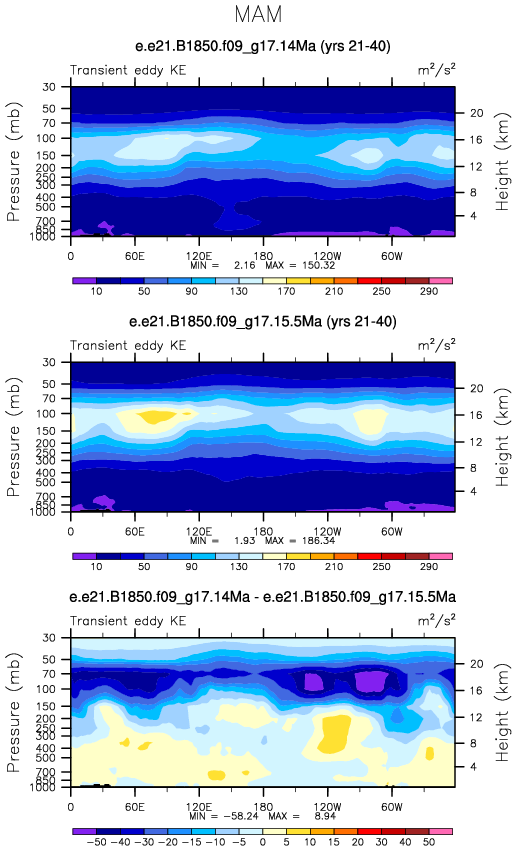 MAM
e.e21.B1850.f09_g17.14Ma (yrs 21-40)
Transient eddy KE m²/s²
Pressure (mb)
30
50
70
100
150
200
250
300
400
500
700
850
1000
20
16
12
8
4
Height (km)
0 60E 120E 180 120W 60W
MIN = 2.16 MAX = 150.32
10 50 90 130 170 210 250 290
e.e21.B1850.f09_g17.15.5Ma (yrs 21-40)
Transient eddy KE m²/s²
Pressure (mb)
30
50
70
100
150
200
250
300
400
500
700
850
1000
20
16
12
8
4
Height (km)
0 60E 120E 180 120W 60W
MIN = 1.93 MAX = 186.34
10 50 90 130 170 210 250 290
e.e21.B1850.f09_g17.14Ma - e.e21.B1850.f09_g17.15.5Ma
Transient eddy KE m²/s²
Pressure (mb)
30
50
70
100
150
200
250
300
400
500
700
850
1000
20
16
12
8
4
Height (km)
0 60E 120E 180 120W 60W
MIN = −58.24 MAX = 8.94
−50 −40 −30 −20 −15 −10 −5 0 5 10 15 20 30 40 50